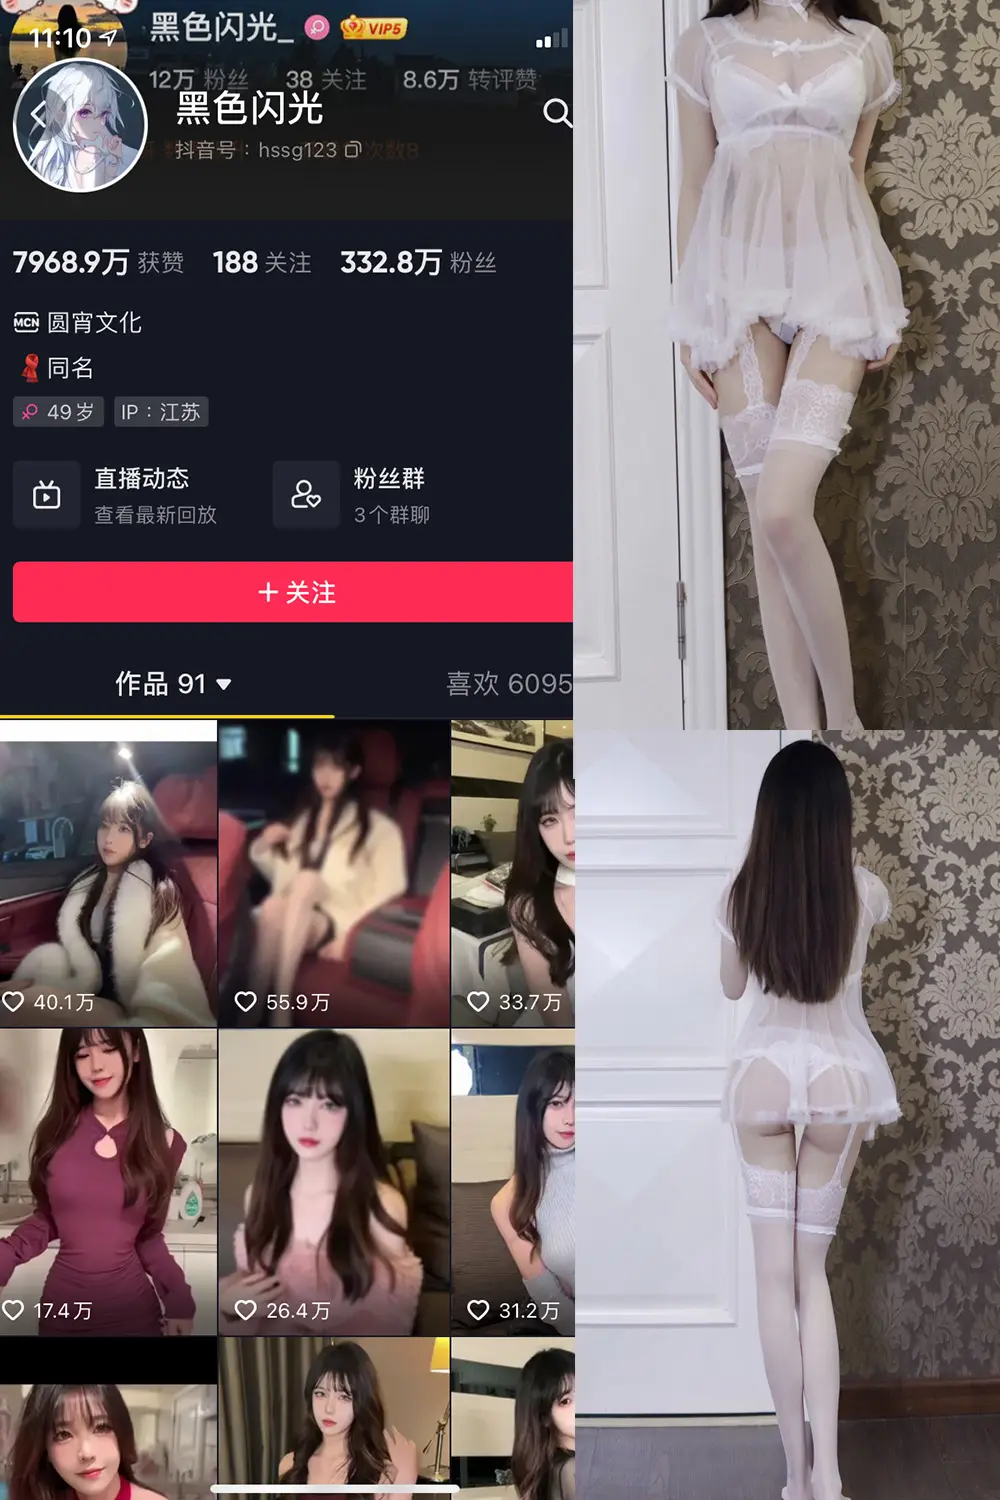 11:10
黑色闪光_ VIP5
12万 粉丝 38 关注 8.6万 转评赞
黑色闪光
抖音号：hssg123
次数8
7968.9万 获赞 188 关注 332.8万 粉丝
MCN 圆宵文化
同名
49岁 IP：江苏
直播动态 粉丝群
查看最新回放 3个群聊
+ 关注
作品 91 喜欢 6095
40.1万 55.9万 33.7万
17.4万 26.4万 31.2万